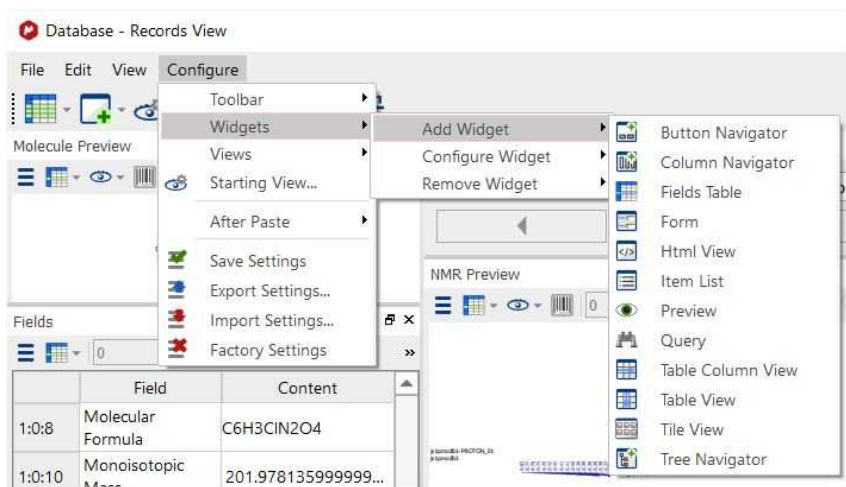 Database - Records View
File Edit View Configure
Toolbar
Widgets
Views
Starting View...
After Paste
Save Settings
Export Settings...
Import Settings...
Factory Settings
Add Widget
Configure Widget
Remove Widget
Button Navigator
Column Navigator
Fields Table
Form
Html View
Item List
Preview
Query
Table Column View
Table View
Tile View
Tree Navigator
Molecule Preview
NMR Preview
0
Fields
0
Field Content
1:0:8 Molecular Formula C6H3ClN2O4
1:0:10 Monoisotopic 201.978135999999...